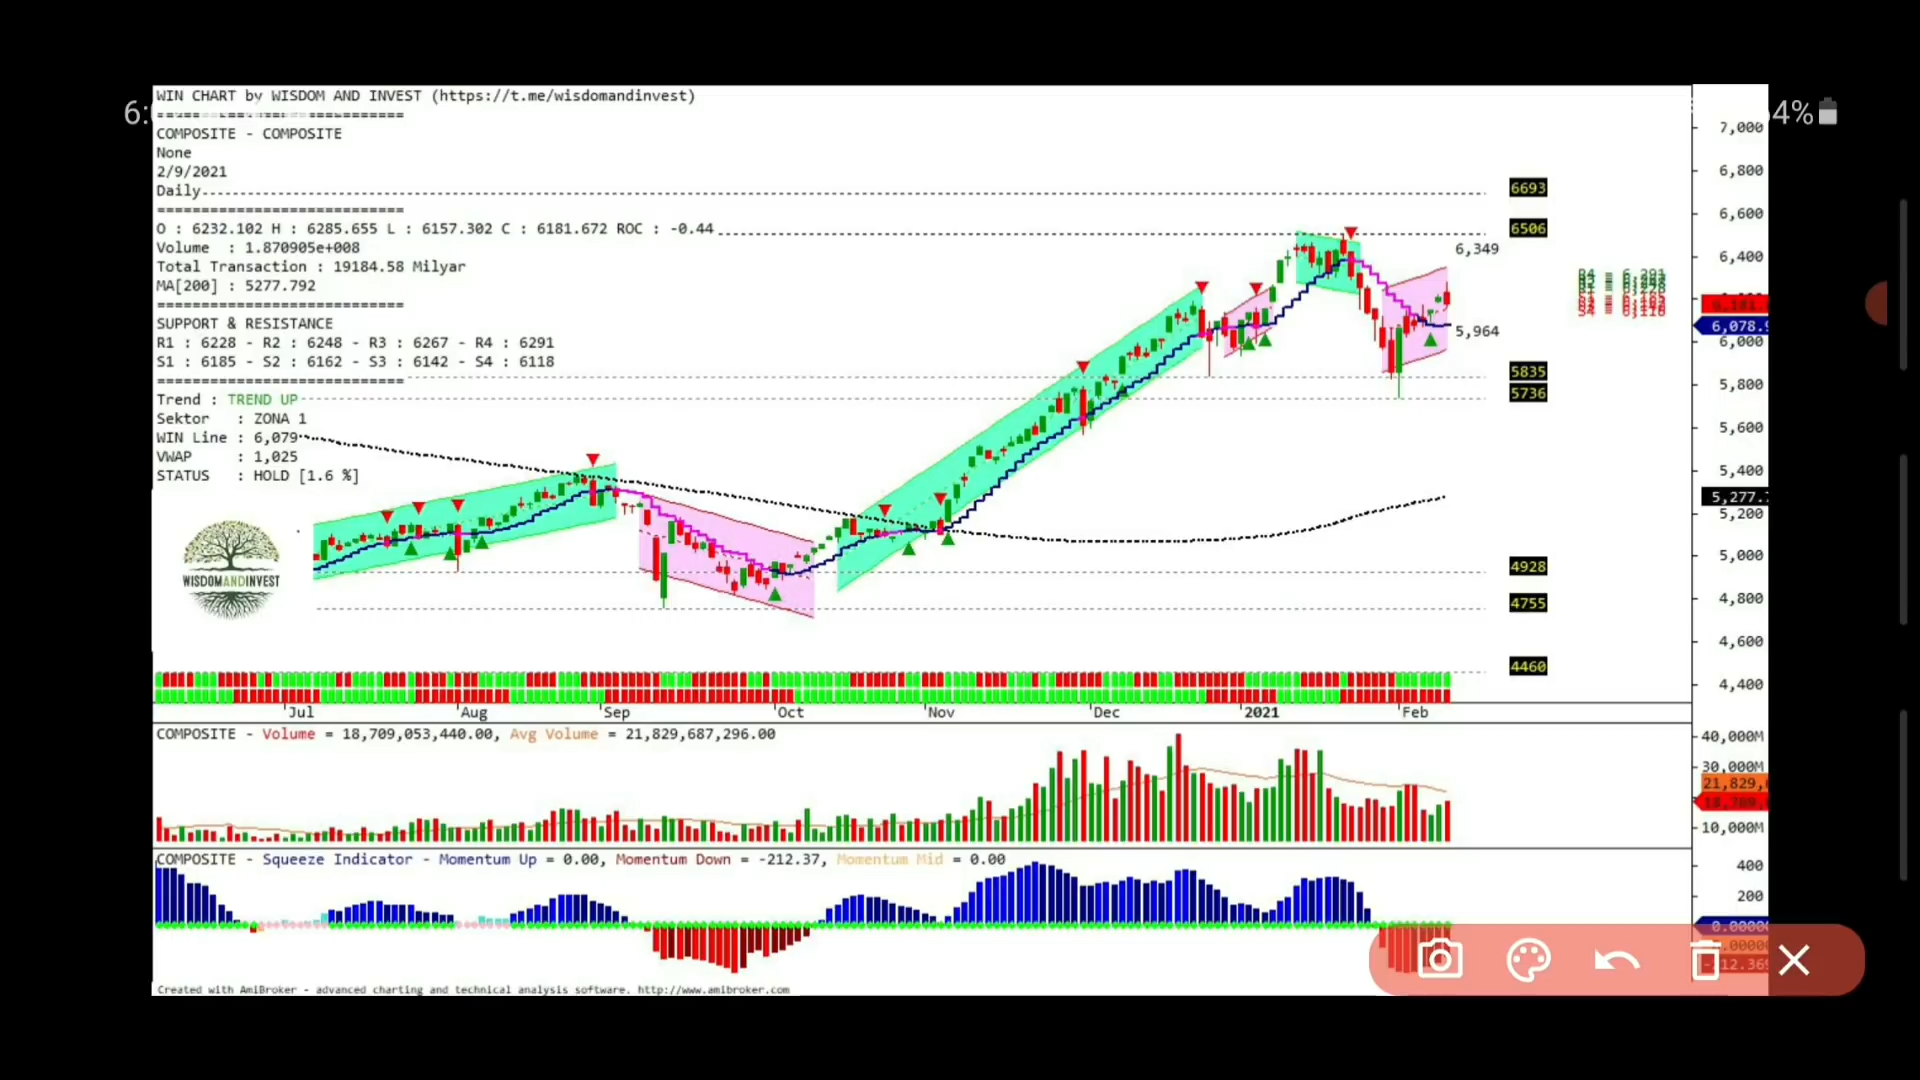 WIN CHART by WISDOM AND INVEST (https://t.me/wisdomandinvest)
4%
===========================
COMPOSITE - COMPOSITE
None
2/9/2021
Daily
===========================
O : 6232.102 H : 6285.655 L : 6157.302 C : 6181.672 ROC : -0.44
Volume : 1.870905e+008
Total Transaction : 19184.58 Milyar
MA[200] : 5277.792
===========================
SUPPORT & RESISTANCE
R1 : 6228 - R2 : 6248 - R3 : 6267 - R4 : 6291
S1 : 6185 - S2 : 6162 - S3 : 6142 - S4 : 6118
===========================
Trend : TREND UP
Sektor : ZONA 1
WIN Line : 6,079
VWAP : 1,025
STATUS : HOLD [1.6 %]
WISDOMANDINVEST
6693
6506
6,349
5,964
5835
5736
4928
4755
4460
7,000
6,800
6,600
6,400
6,000
5,800
5,600
5,400
5,200
5,000
4,800
4,600
4,400
Jul Aug Sep Oct Nov Dec 2021 Feb
COMPOSITE - Volume = 18,709,053,440.00, Avg Volume = 21,829,687,296.00
40,000M
30,000M
21,829,
10,000M
COMPOSITE - Squeeze Indicator - Momentum Up = 0.00, Momentum Down = -212.37, Momentum Mid = 0.00
400
200
Created with AmiBroker - advanced charting and technical analysis software. http://www.amibroker.com